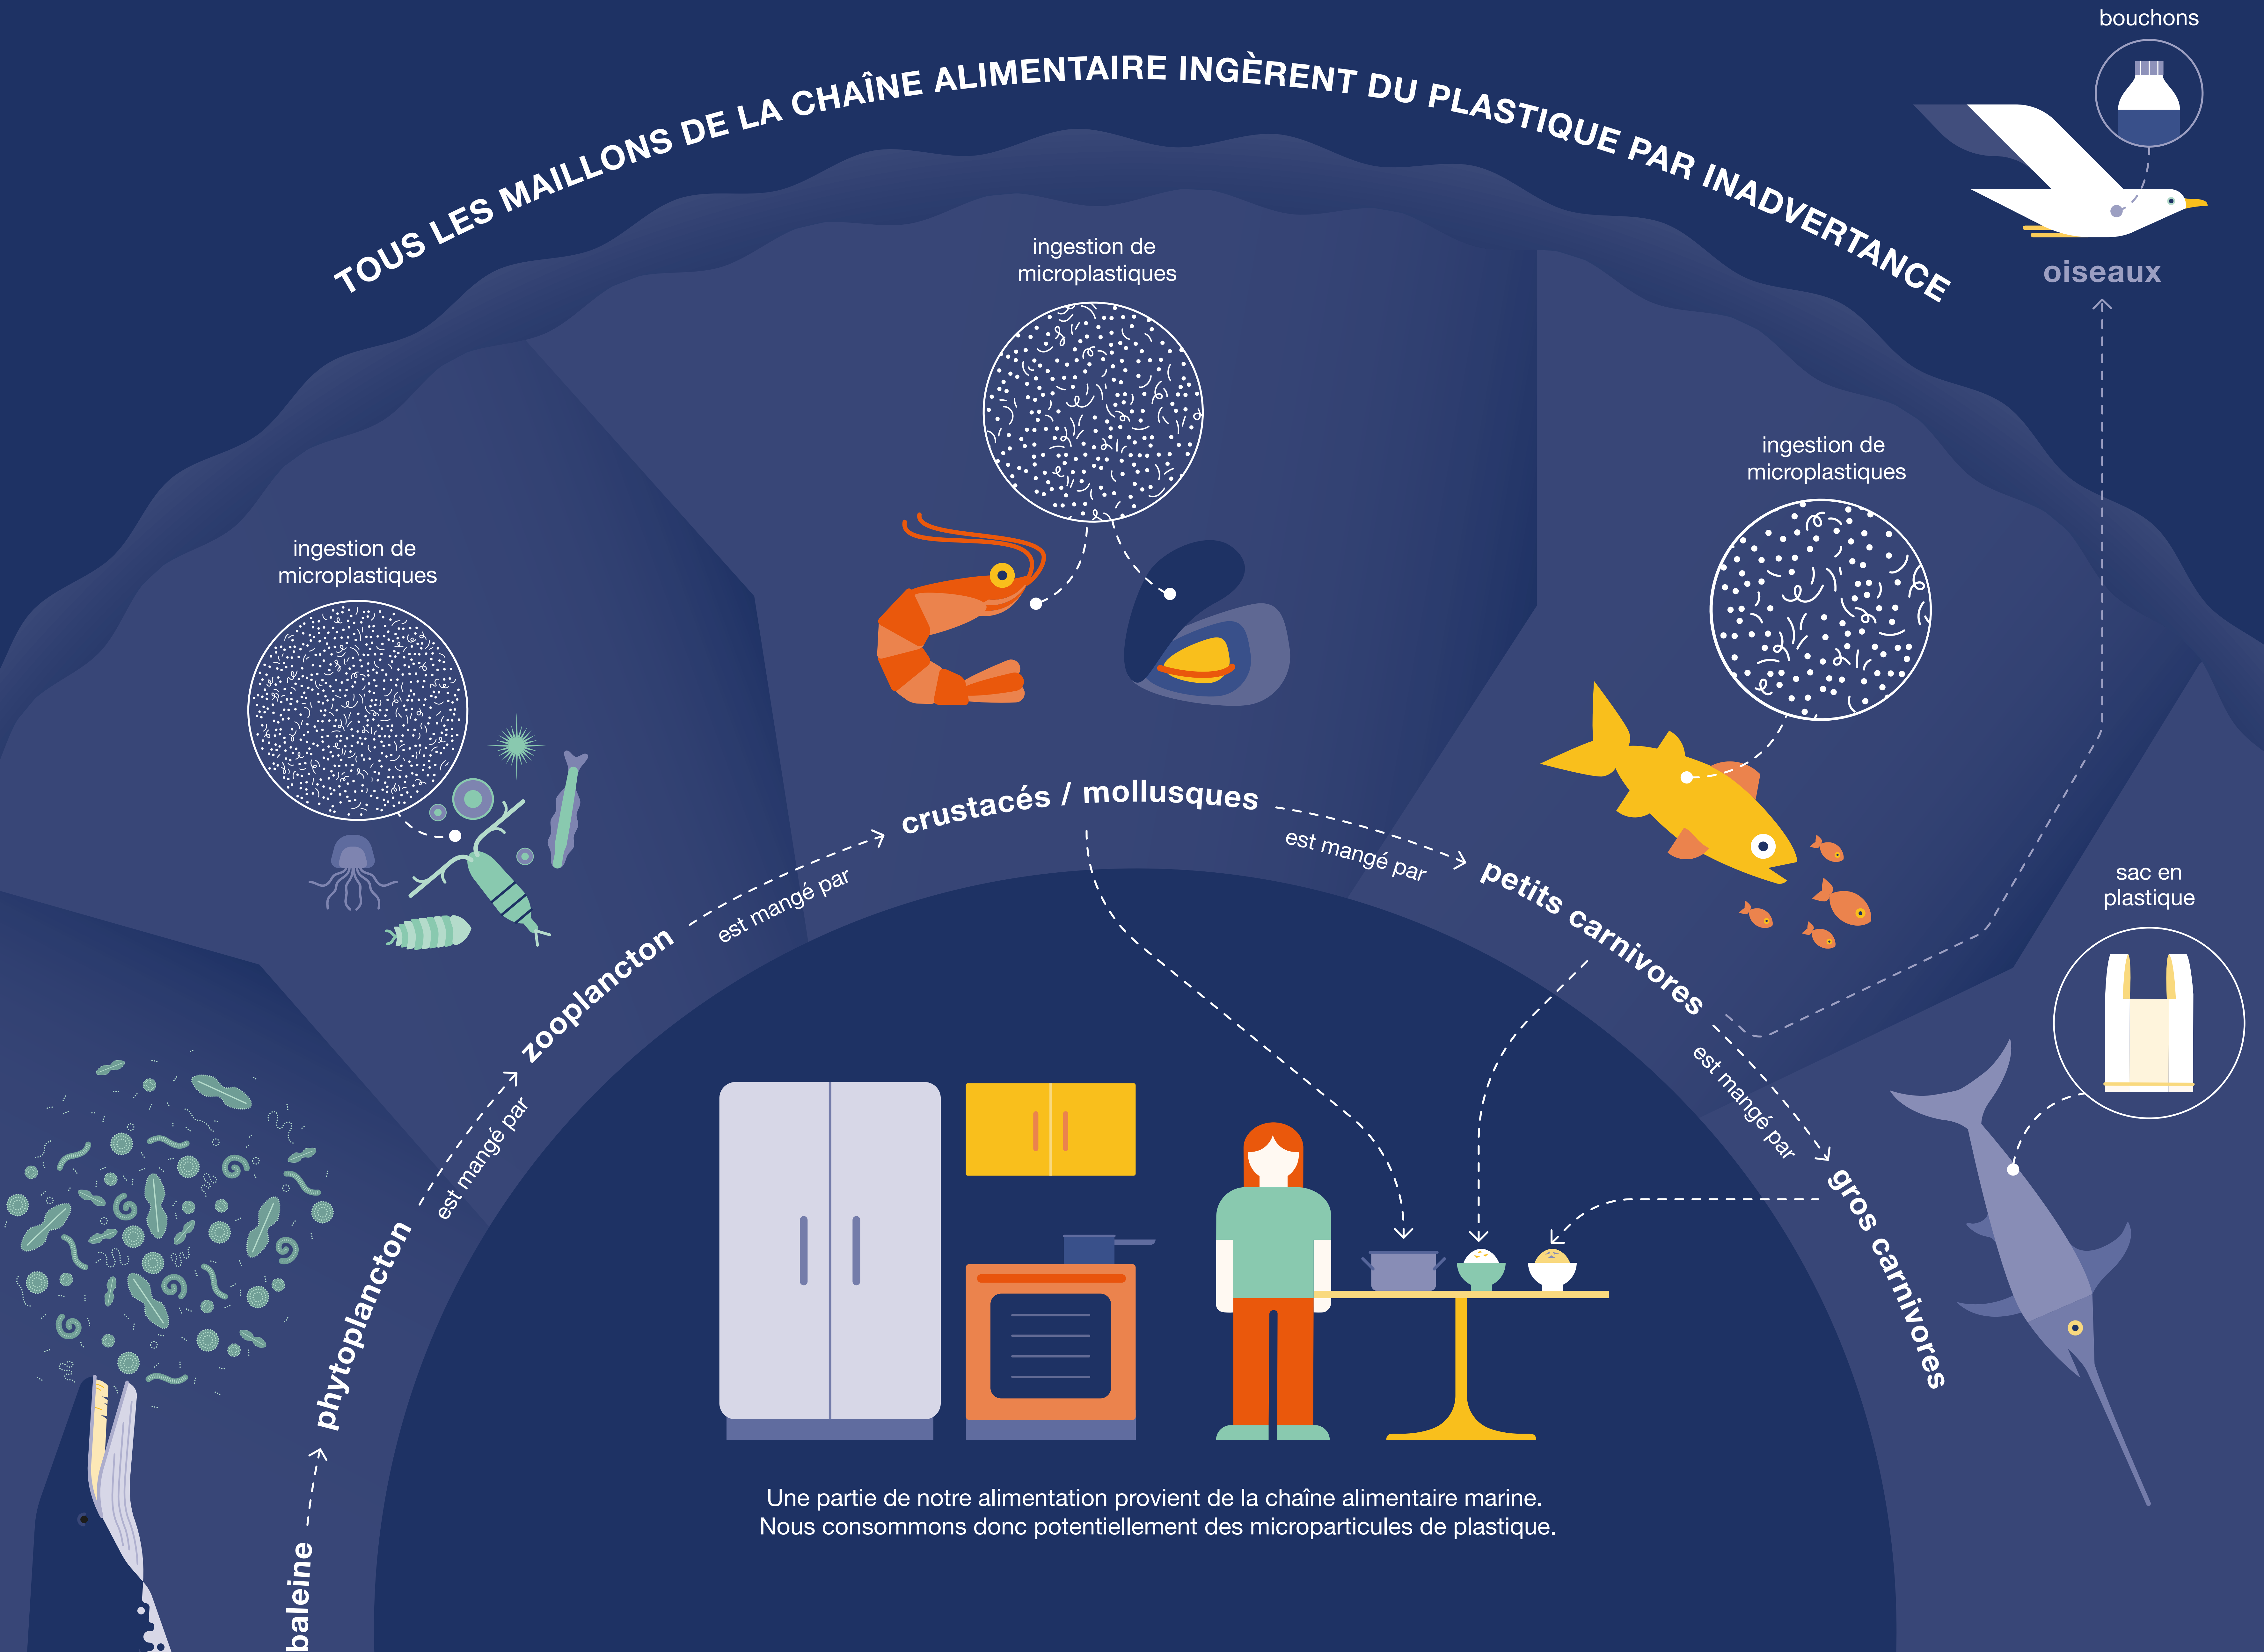 bouchons
TOUS LES MAILLONS DE LA CHAÎNE ALIMENTAIRE INGÈRENT DU PLASTIQUE PAR INADVERTANCE
oiseaux
ingestion de
microplastiques
ingestion de
microplastiques
ingestion de
microplastiques
sac en
plastique
baleine
phytoplancton
est mangé par
zooplancton
est mangé par
crustacés / mollusques
est mangé par
petits carnivores
est mangé par
gros carnivores
Une partie de notre alimentation provient de la chaîne alimentaire marine.
Nous consommons donc potentiellement des microparticules de plastique.